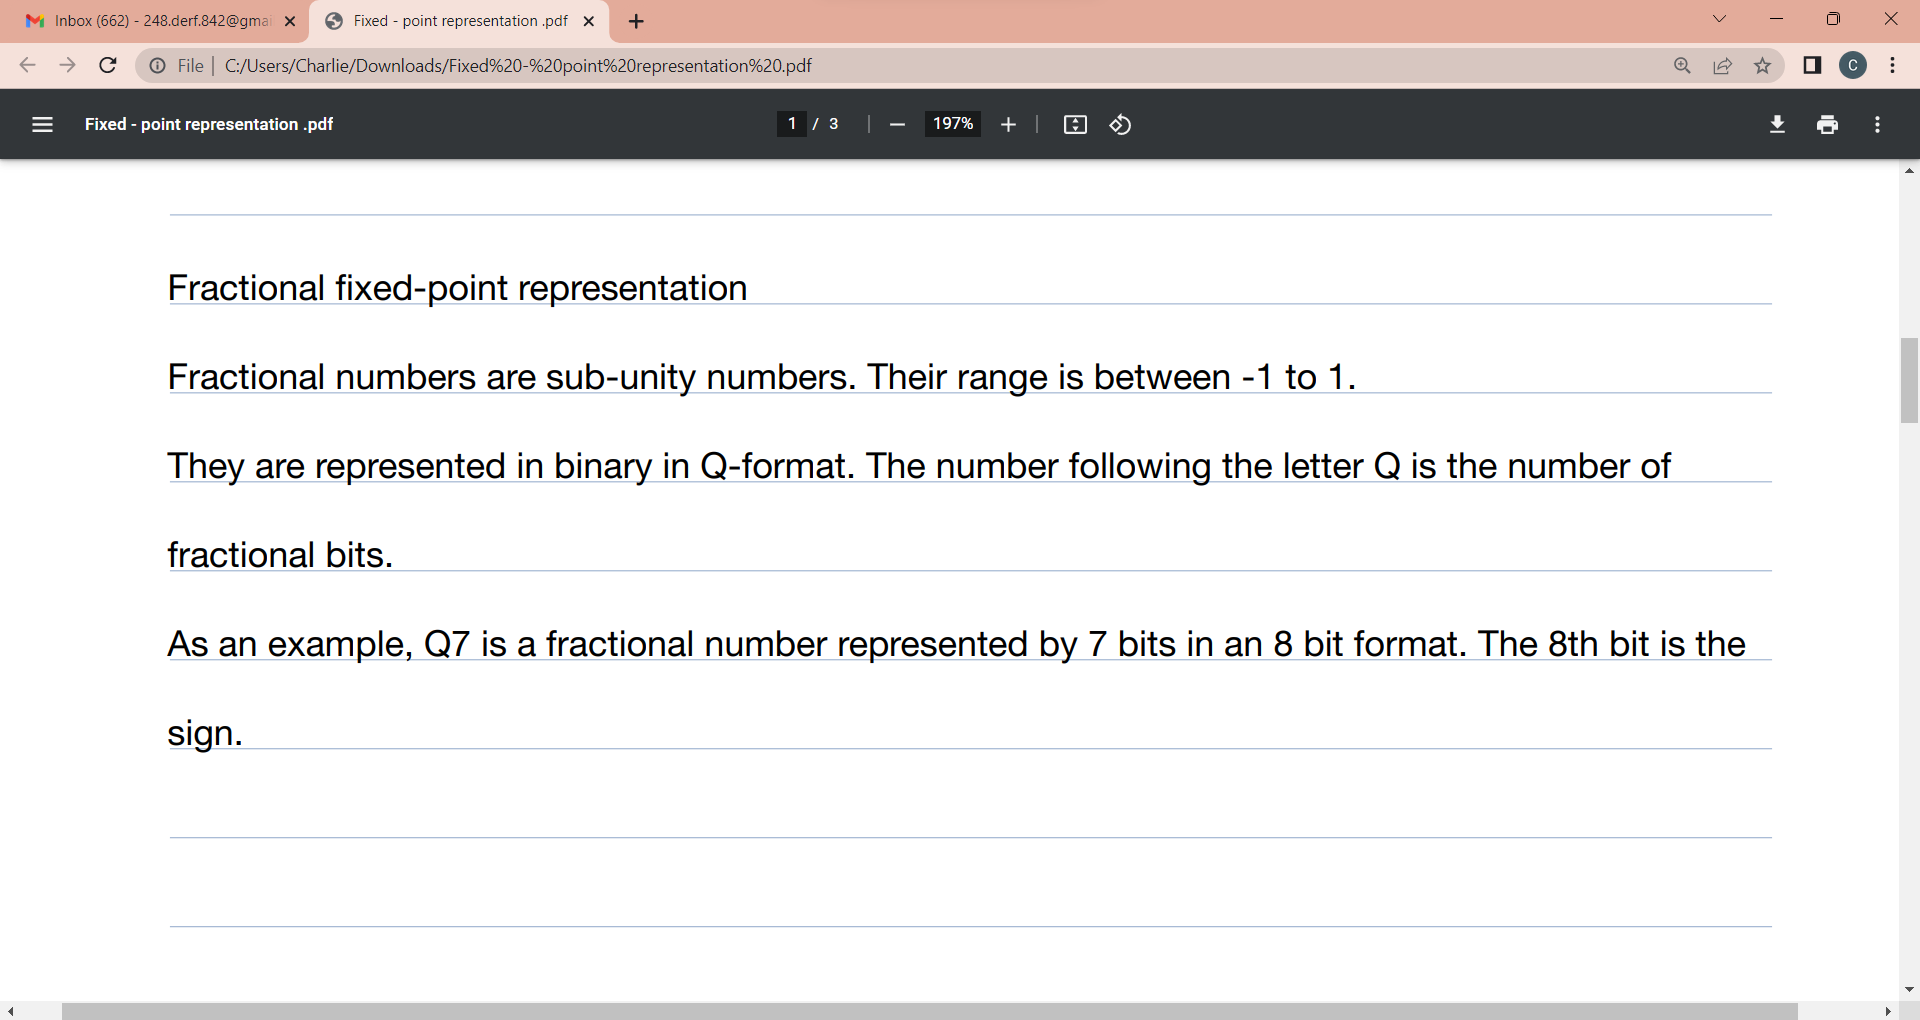 Inbox (662) - 248.derf.842@gmai
Fixed - point representation .pdf
File | C:/Users/Charlie/Downloads/Fixed%20-%20point%20representation%20.pdf
C
Fixed - point representation .pdf
1 / 3
197%
Fractional fixed-point representation
Fractional numbers are sub-unity numbers. Their range is between -1 to 1.
They are represented in binary in Q-format. The number following the letter Q is the number of
fractional bits.
As an example, Q7 is a fractional number represented by 7 bits in an 8 bit format. The 8th bit is the
sign.